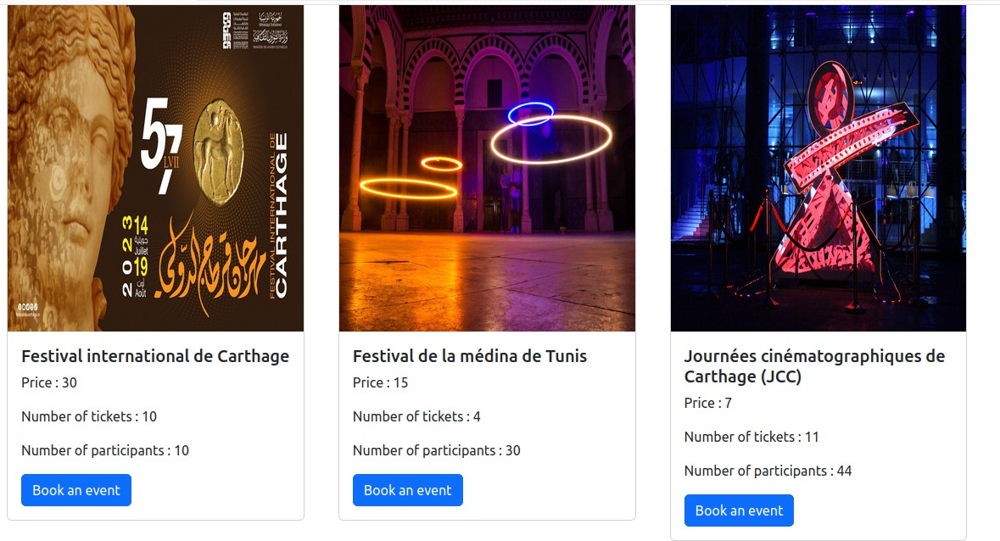 57
LVII
2023
14
جويلية
Juillet
19
أوت
Août
مهرجان قرطاج الدولي
FESTIVAL INTERNATIONAL DE
CARTHAGE
Festival international de Carthage
Price : 30
Number of tickets : 10
Number of participants : 10
Book an event
Festival de la médina de Tunis
Price : 15
Number of tickets : 4
Number of participants : 30
Book an event
Journées cinématographiques de
Carthage (JCC)
Price : 7
Number of tickets : 11
Number of participants : 44
Book an event